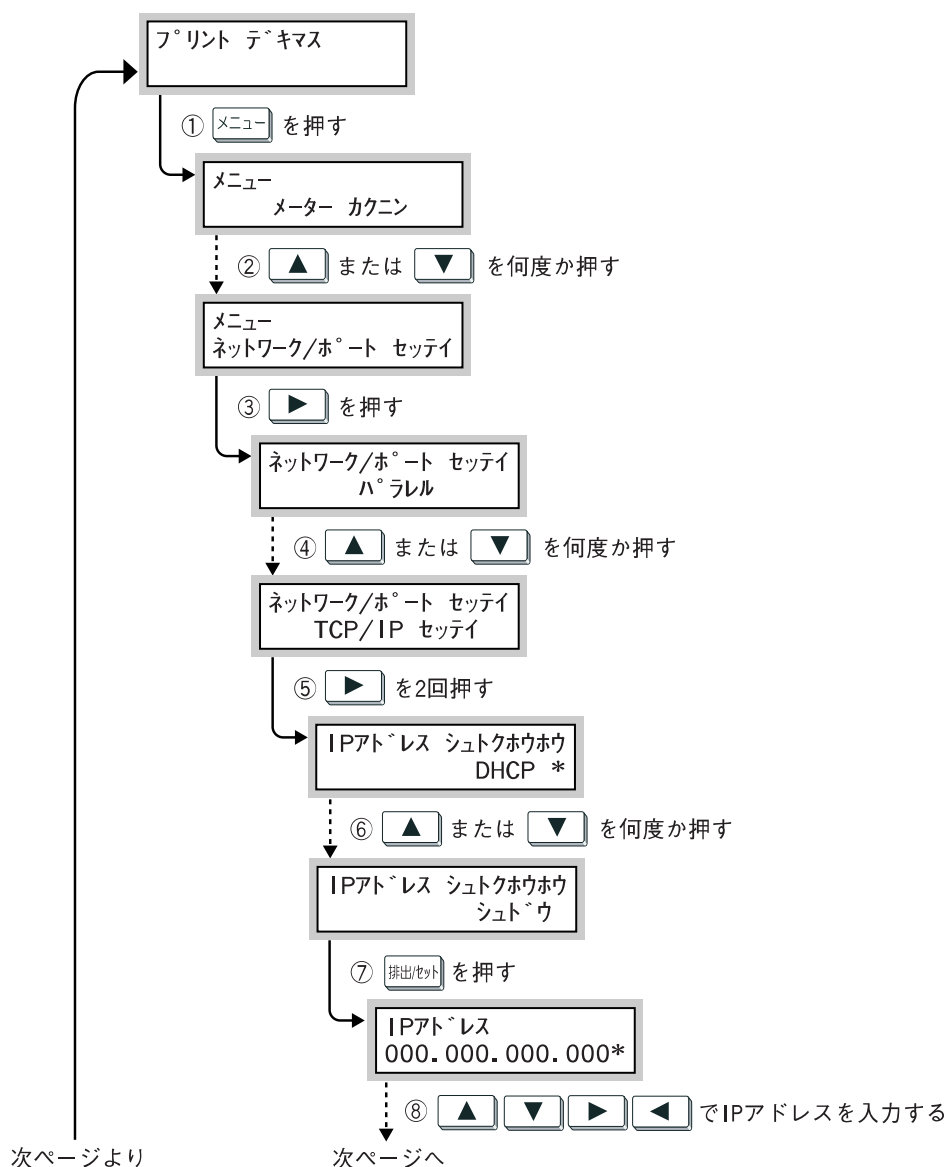 プリント デキマス
① メニュー を押す
メニュー
メーター カクニン
② ▲ または ▼ を何度か押す
メニュー
ネットワーク/ポート セッテイ
③ ▶ を押す
ネットワーク/ポート セッテイ
パラレル
④ ▲ または ▼ を何度か押す
ネットワーク/ポート セッテイ
TCP/IP セッテイ
⑤ ▶ を2回押す
IPアドレス シュトクホウホウ
DHCP *
⑥ ▲ または ▼ を何度か押す
IPアドレス シュトクホウホウ
シュドウ
⑦ 排出/セット を押す
IPアドレス
000.000.000.000*
⑧ ▲ ▼ ▶ ◀ でIPアドレスを入力する
次ページより
次ページへ